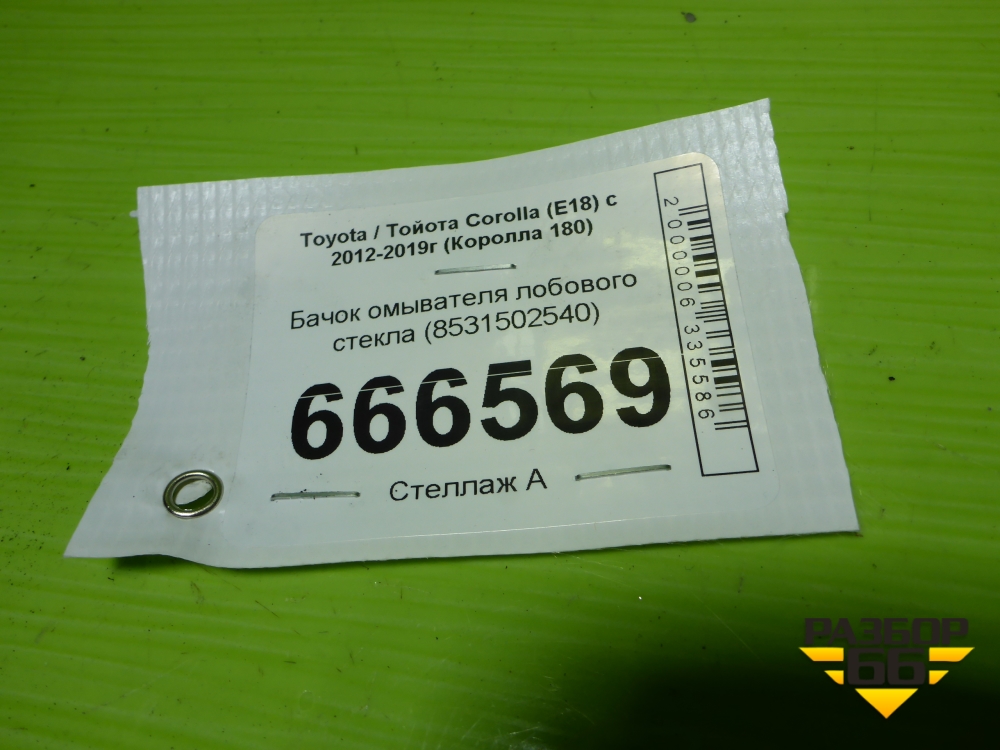 Toyota / Тойота Corolla (E18) с
2012-2019г (Королла 180)
Бачок омывателя лобового
стекла (8531502540)
666569
Стеллаж А
2000006335586
РАЗБОР
66